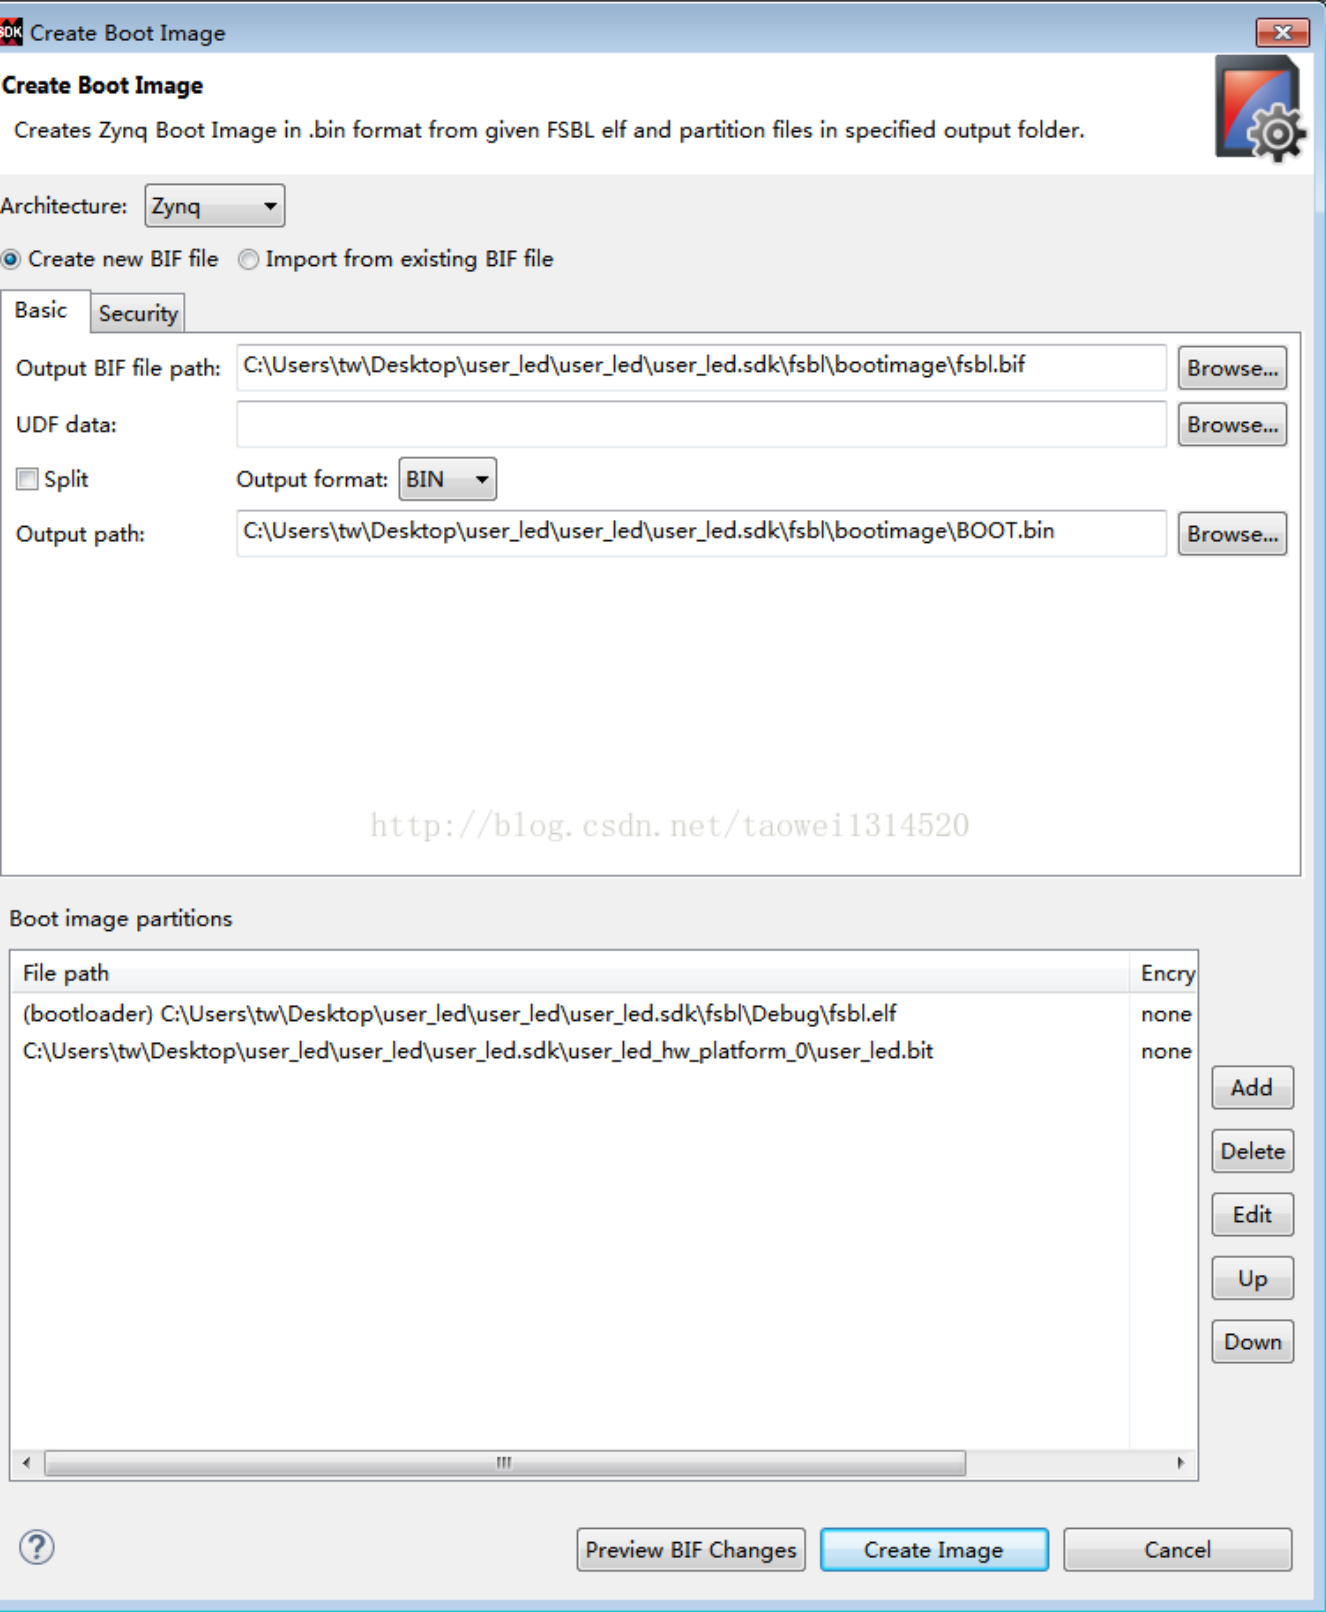 SDK Create Boot Image
Create Boot Image
Creates Zynq Boot Image in .bin format from given FSBL elf and partition files in specified output folder.
Architecture: Zynq
Create new BIF file Import from existing BIF file
Basic Security
Output BIF file path: C:\Users\tw\Desktop\user_led\user_led\user_led.sdk\fsbl\bootimage\fsbl.bif Browse...
UDF data: Browse...
Split Output format: BIN
Output path: C:\Users\tw\Desktop\user_led\user_led\user_led.sdk\fsbl\bootimage\BOOT.bin Browse...
http://blog.csdn.net/taowei1314520
Boot image partitions
File path Encry
(bootloader) C:\Users\tw\Desktop\user_led\user_led\user_led.sdk\fsbl\Debug\fsbl.elf none
C:\Users\tw\Desktop\user_led\user_led\user_led.sdk\user_led_hw_platform_0\user_led.bit none
Add
Delete
Edit
Up
Down
? Preview BIF Changes Create Image Cancel